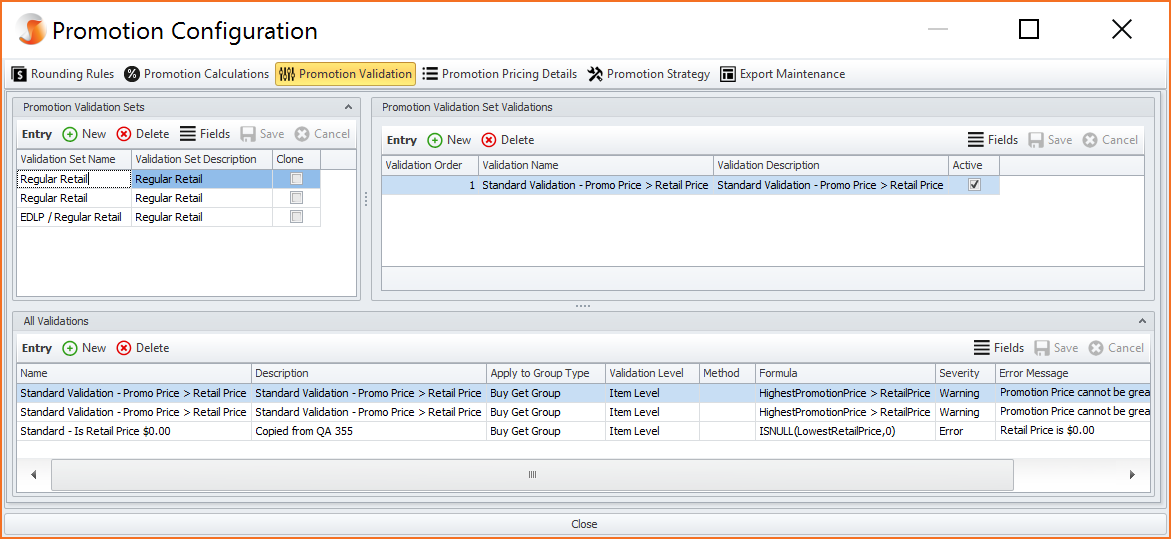 Promotion Configuration
Rounding Rules Promotion Calculations Promotion Validation Promotion Pricing Details Promotion Strategy Export Maintenance
Promotion Validation Sets
Entry New Delete Fields Save Cancel
Validation Set Name Validation Set Description Clone
Regular Retail Regular Retail
Regular Retail Regular Retail
EDLP / Regular Retail Regular Retail
Promotion Validation Set Validations
Entry New Delete Fields Save Cancel
Validation Order Validation Name Validation Description Active
1 Standard Validation - Promo Price > Retail Price Standard Validation - Promo Price > Retail Price
All Validations
Entry New Delete Fields Save Cancel
Name Description Apply to Group Type Validation Level Method Formula Severity Error Message
Standard Validation - Promo Price > Retail Price Standard Validation - Promo Price > Retail Price Buy Get Group Item Level HighestPromotionPrice > RetailPrice Warning Promotion Price cannot be grea
Standard Validation - Promo Price > Retail Price Standard Validation - Promo Price > Retail Price Buy Get Group Item Level HighestPromotionPrice > RetailPrice Warning Promotion Price cannot be grea
Standard - Is Retail Price $0.00 Copied from QA 355 Buy Get Group Item Level ISNULL(LowestRetailPrice,0) Error Retail Price is $0.00
Close